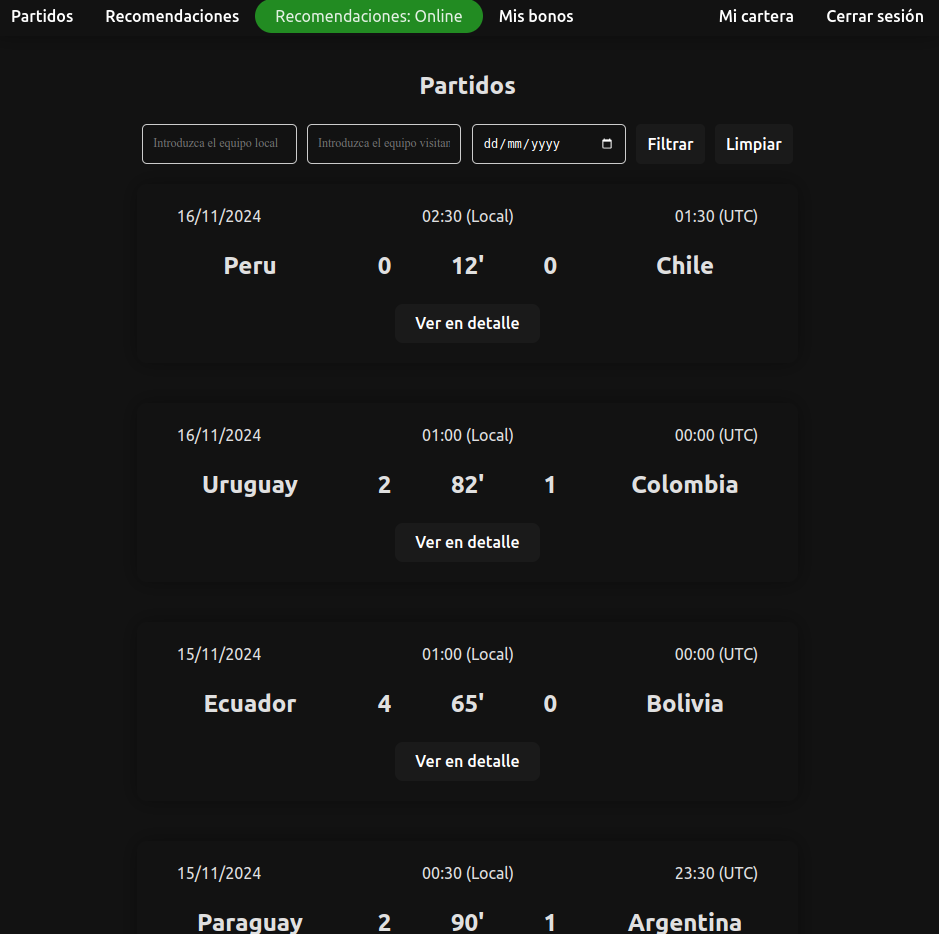 Partidos Recomendaciones Recomendaciones: Online Mis bonos Mi cartera Cerrar sesión
Partidos
Introduzca el equipo local Introduzca el equipo visitan dd/mm/yyyy Filtrar Limpiar
16/11/2024 02:30 (Local) 01:30 (UTC)
Peru 0 12' 0 Chile
Ver en detalle
16/11/2024 01:00 (Local) 00:00 (UTC)
Uruguay 2 82' 1 Colombia
Ver en detalle
15/11/2024 01:00 (Local) 00:00 (UTC)
Ecuador 4 65' 0 Bolivia
Ver en detalle
15/11/2024 00:30 (Local) 23:30 (UTC)
Paraguay 2 90' 1 Argentina